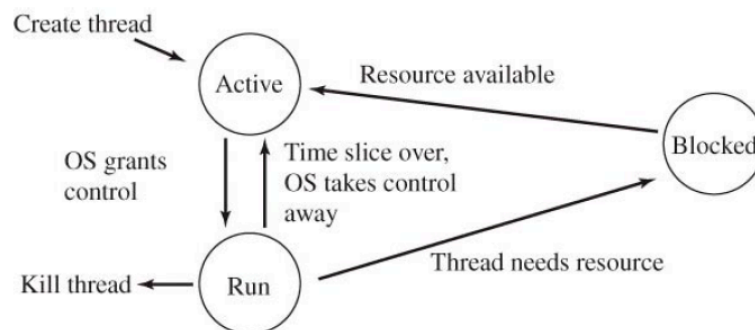 Create thread
Active
Resource available
Blocked
OS grants
control
Time slice over,
OS takes control
away
Thread needs resource
Kill thread
Run